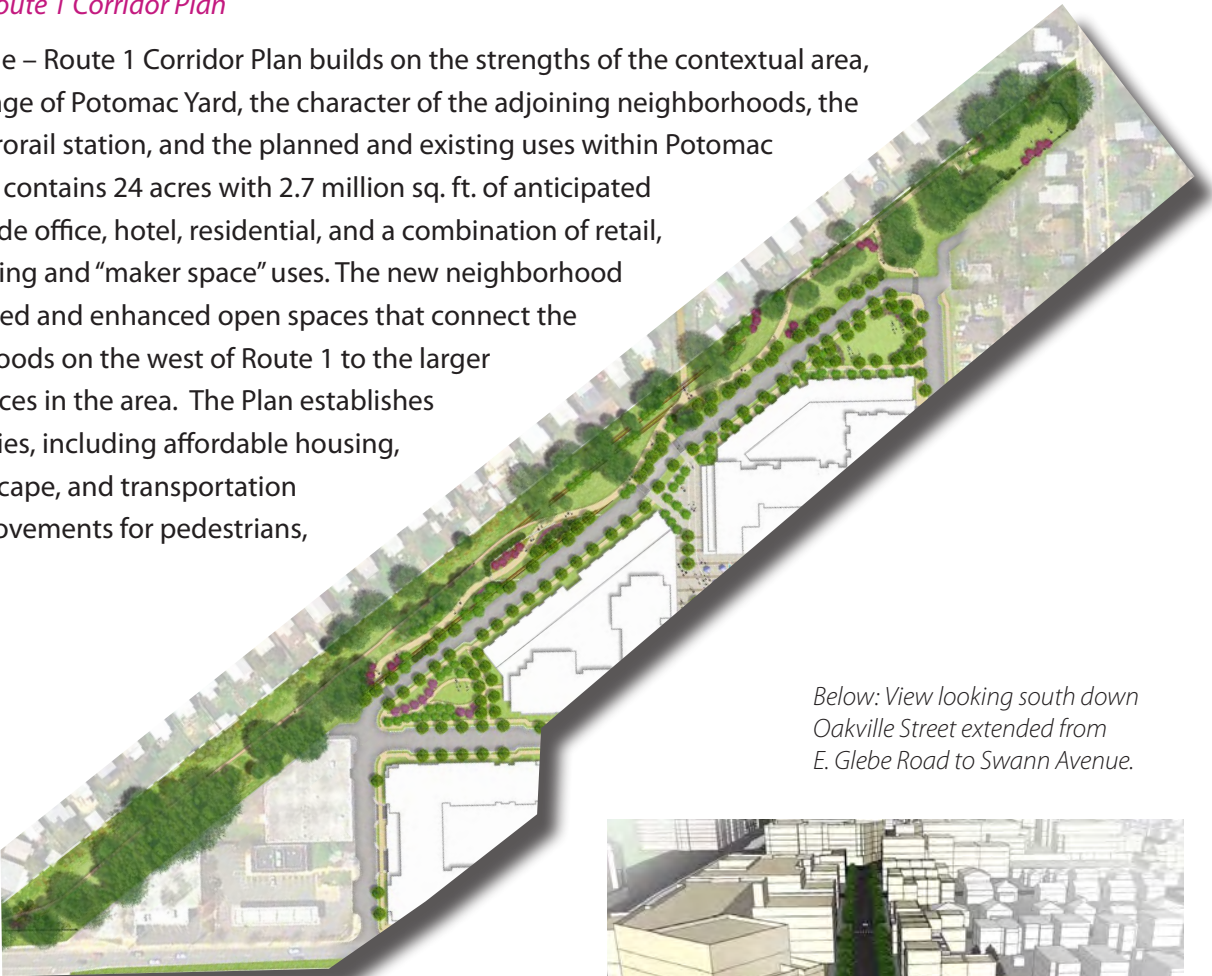 oute 1 Corridor Plan
e – Route 1 Corridor Plan builds on the strengths of the contextual area,
nge of Potomac Yard, the character of the adjoining neighborhoods, the
rorail station, and the planned and existing uses within Potomac
contains 24 acres with 2.7 million sq. ft. of anticipated
de office, hotel, residential, and a combination of retail,
ing and “maker space” uses. The new neighborhood
ed and enhanced open spaces that connect the
oods on the west of Route 1 to the larger
ces in the area. The Plan establishes
ies, including affordable housing,
cape, and transportation
ovements for pedestrians,
Below: View looking south down
Oakville Street extended from
E. Glebe Road to Swann Avenue.